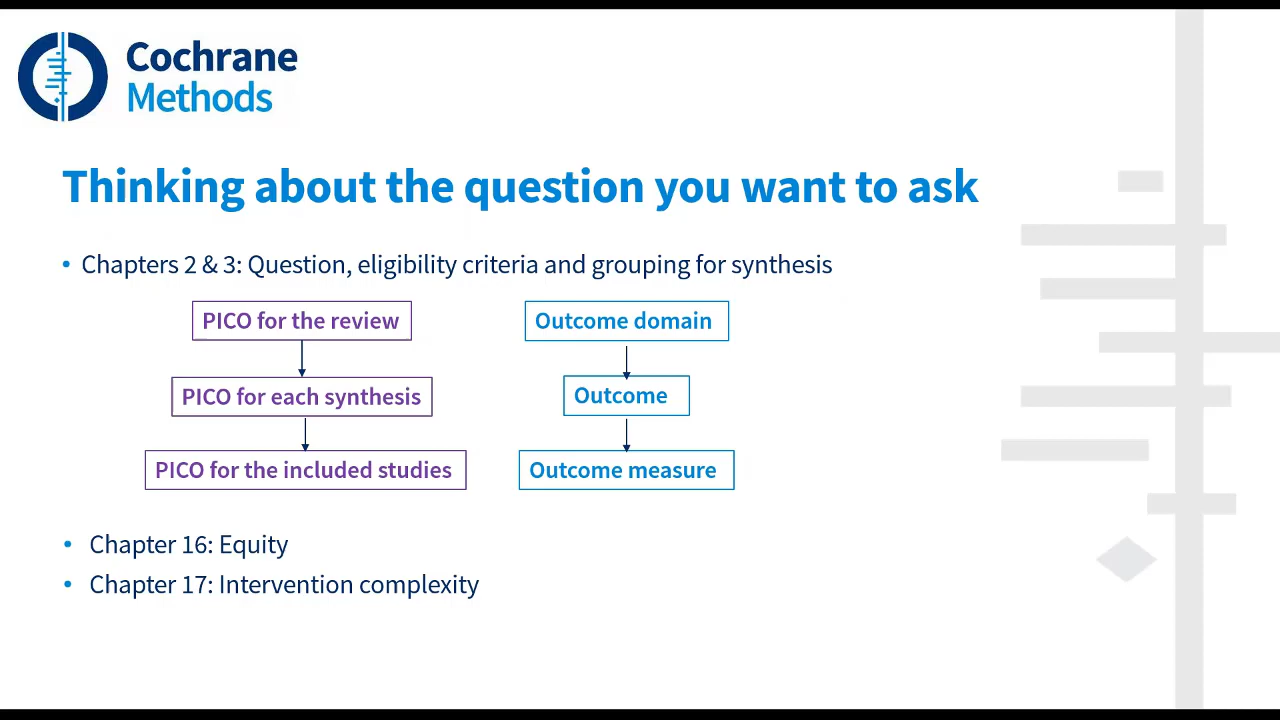 Cochrane
Methods
Thinking about the question you want to ask
• Chapters 2 & 3: Question, eligibility criteria and grouping for synthesis
PICO for the review
PICO for each synthesis
PICO for the included studies
Outcome domain
Outcome
Outcome measure
• Chapter 16: Equity
• Chapter 17: Intervention complexity